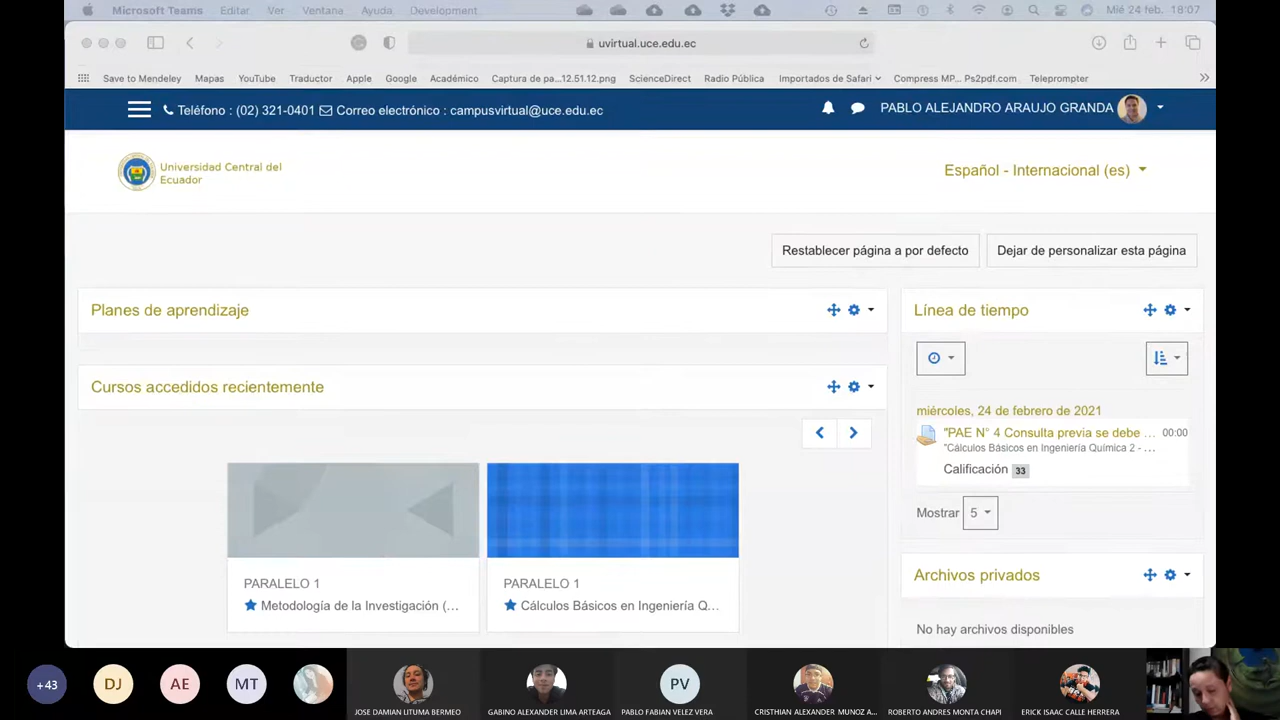 Microsoft Teams Editar Ver Ventana Ayuda Development Mié 24 feb. 18:07
uvirtual.uce.edu.ec
Save to Mendeley Mapas YouTube Traductor Apple Google Académico Captura de pa...12.51.12.png ScienceDirect Radio Pública Importados de Safari Compress MP... Ps2pdf.com Teleprompter
Teléfono : (02) 321-0401 Correo electrónico : campusvirtual@uce.edu.ec PABLO ALEJANDRO ARAUJO GRANDA
Universidad Central del
Ecuador
Español - Internacional (es)
Restablecer página a por defecto Dejar de personalizar esta página
Planes de aprendizaje
Línea de tiempo
Cursos accedidos recientemente
miércoles, 24 de febrero de 2021
"PAE N° 4 Consulta previa se debe ... 00:00
"Cálculos Básicos en Ingeniería Química 2 - ...
Calificación 33
Mostrar 5
PARALELO 1
Metodología de la Investigación (...
PARALELO 1
Cálculos Básicos en Ingeniería Q...
Archivos privados
No hay archivos disponibles
+43 DJ AE MT PV
JOSE DAMIAN LITUMA BERMEO GABINO ALEXANDER LIMA ARTEAGA PABLO FABIAN VELEZ VERA CRISTHIAN ALEXANDER MUNOZ A... ROBERTO ANDRES MONTA CHAPI ERICK ISAAC CALLE HERRERA